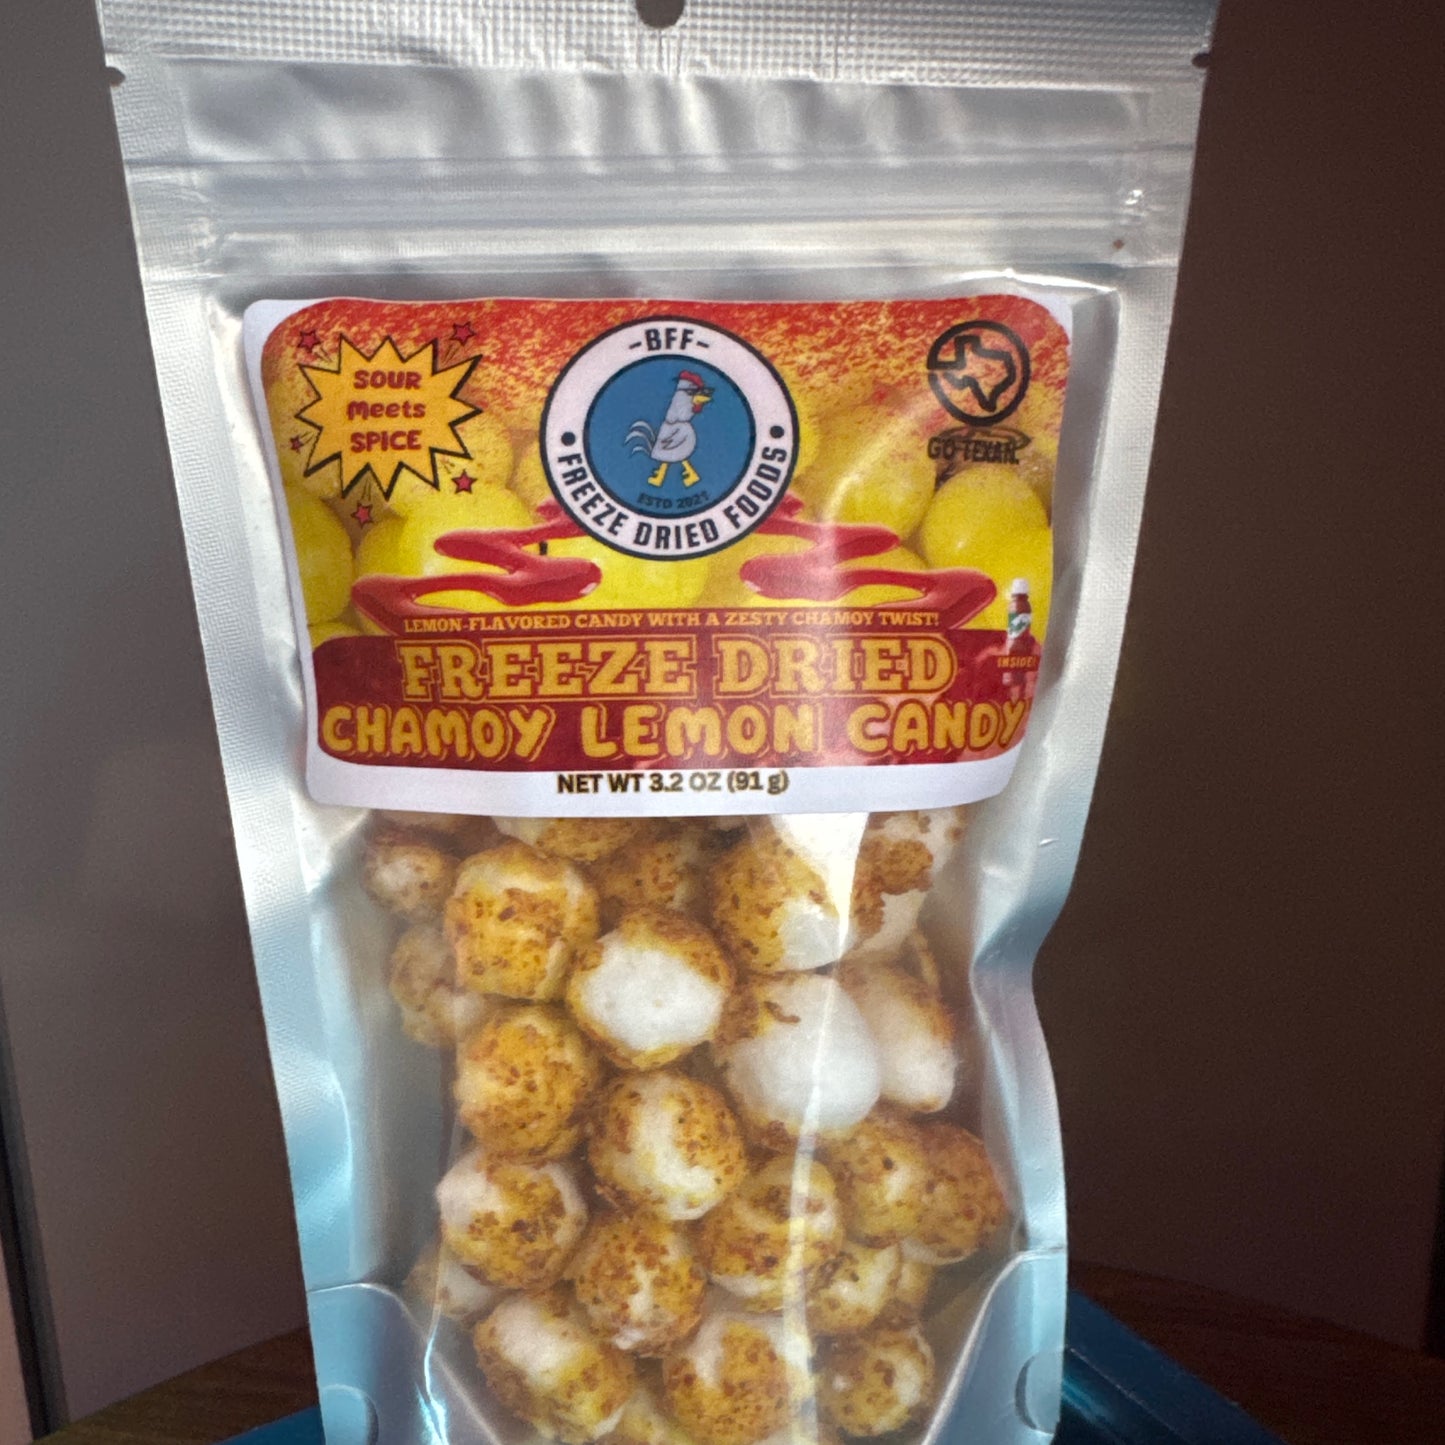 SOUR
Meets
SPICE
-BFF-
FREEZE DRIED FOODS
ESTD 2021
GO TEXAN.
LEMON-FLAVORED CANDY WITH A ZESTY CHAMOY TWIST!
INSIDE!
FREEZE DRIED
CHAMOY LEMON CANDY
NET WT 3.2 OZ (91 g)